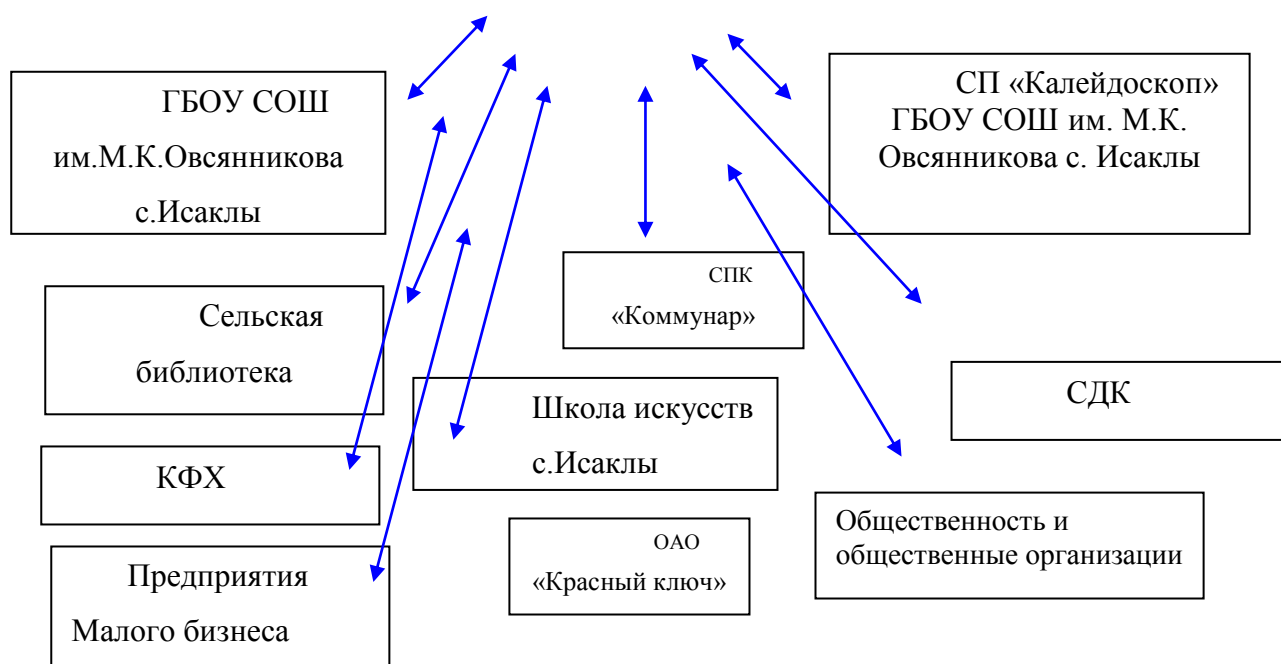 ГБОУ СОШ
им.М.К.Овсянникова
с.Исаклы
СП «Калейдоскоп»
ГБОУ СОШ им. М.К.
Овсянникова с. Исаклы
СПК
«Коммунар»
Сельская
библиотека
СДК
Школа искусств
с.Исаклы
КФХ
Общественность и
общественные организации
ОАО
«Красный ключ»
Предприятия
Малого бизнеса